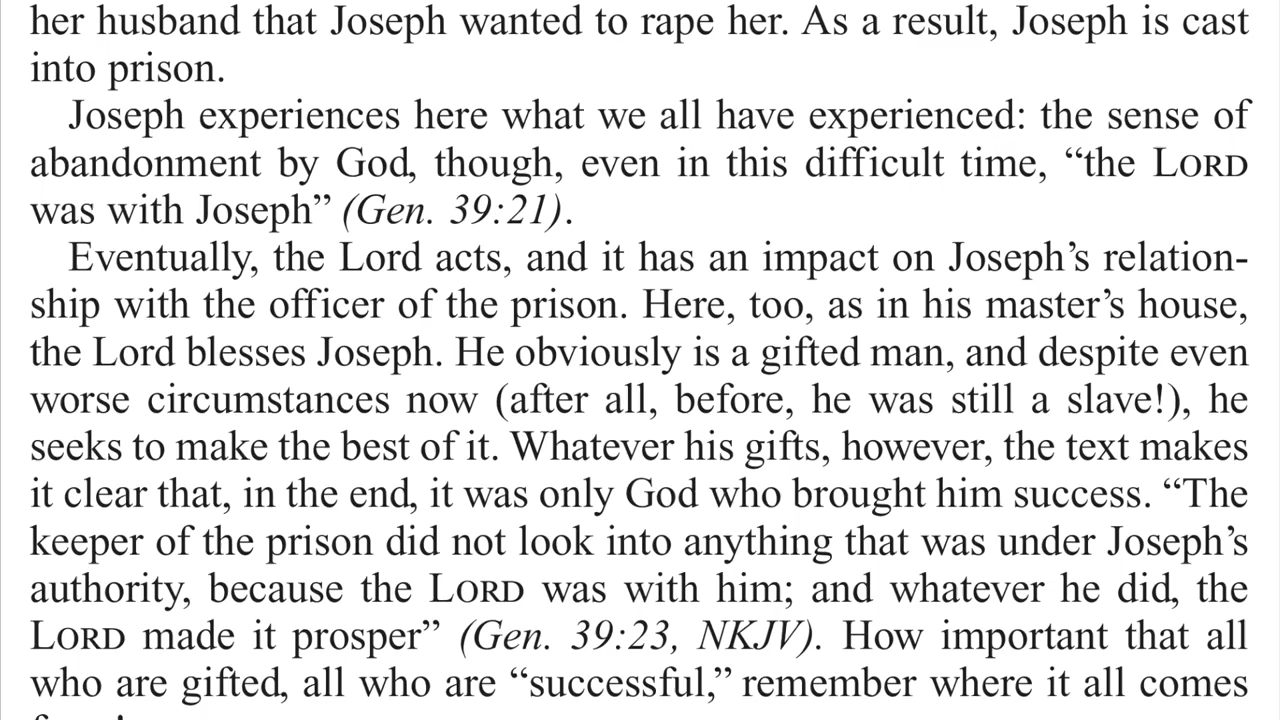 her husband that Joseph wanted to rape her. As a result, Joseph is cast
into prison.
Joseph experiences here what we all have experienced: the sense of
abandonment by God, though, even in this difficult time, “the LORD
was with Joseph” (Gen. 39:21).
Eventually, the Lord acts, and it has an impact on Joseph’s relation-
ship with the officer of the prison. Here, too, as in his master’s house,
the Lord blesses Joseph. He obviously is a gifted man, and despite even
worse circumstances now (after all, before, he was still a slave!), he
seeks to make the best of it. Whatever his gifts, however, the text makes
it clear that, in the end, it was only God who brought him success. “The
keeper of the prison did not look into anything that was under Joseph’s
authority, because the LORD was with him; and whatever he did, the
LORD made it prosper” (Gen. 39:23, NKJV). How important that all
who are gifted, all who are “successful,” remember where it all comes